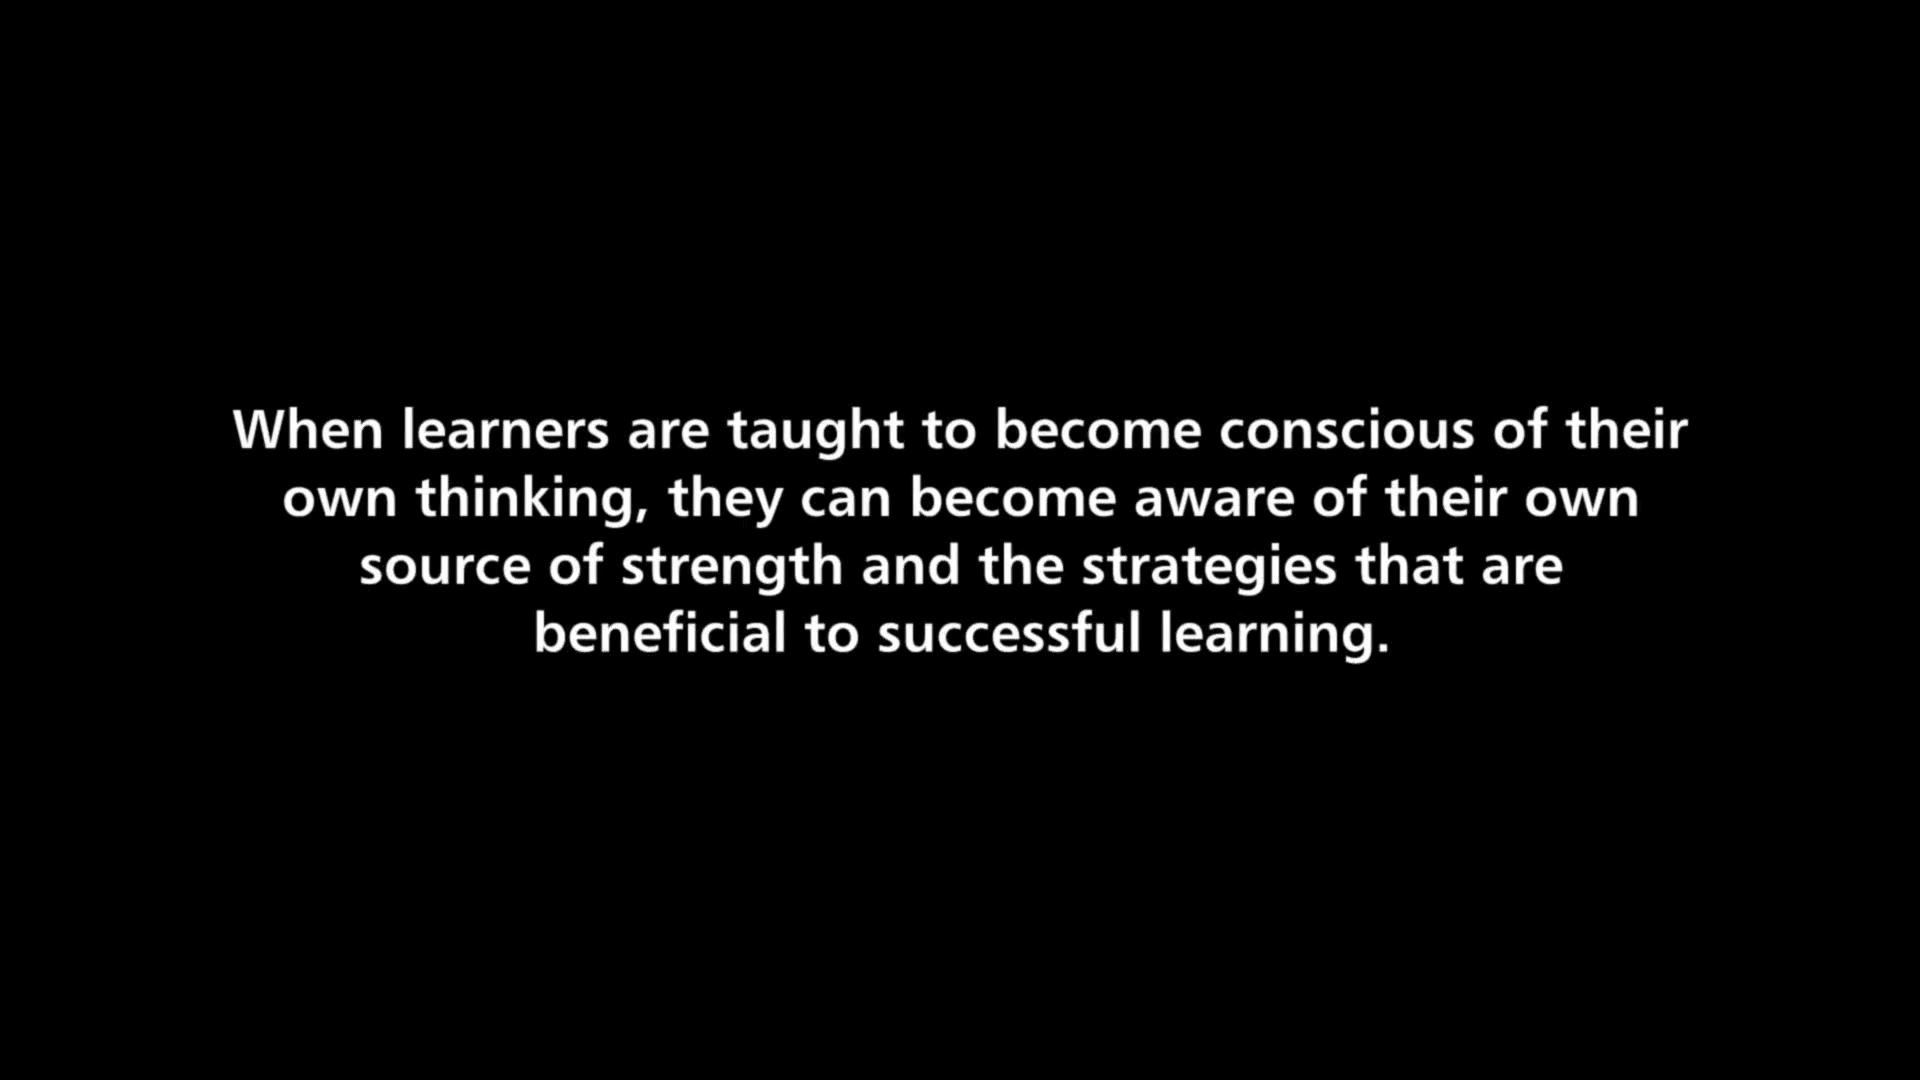 When learners are taught to become conscious of their
own thinking, they can become aware of their own
source of strength and the strategies that are
beneficial to successful learning.